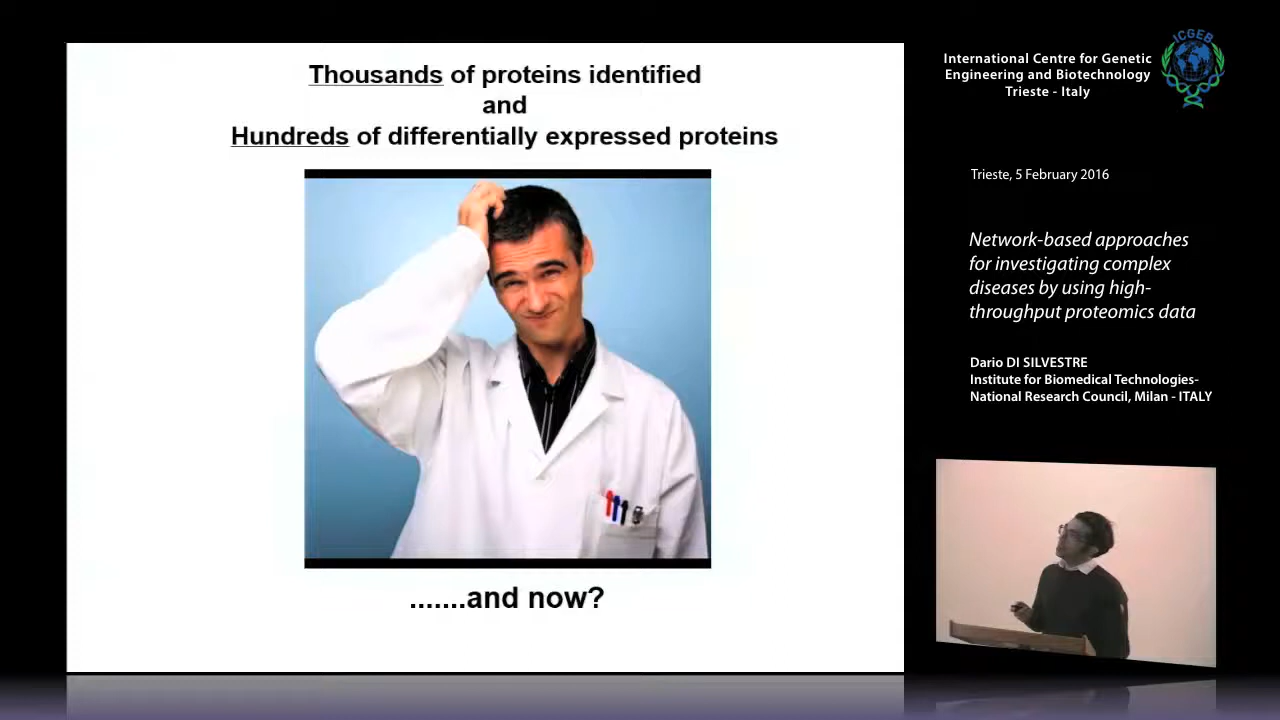 Thousands of proteins identified
and
Hundreds of differentially expressed proteins
.......and now?
International Centre for Genetic
Engineering and Biotechnology
Trieste - Italy
ICGEB
Trieste, 5 February 2016
Network-based approaches
for investigating complex
diseases by using high-
throughput proteomics data
Dario DI SILVESTRE
Institute for Biomedical Technologies-
National Research Council, Milan - ITALY